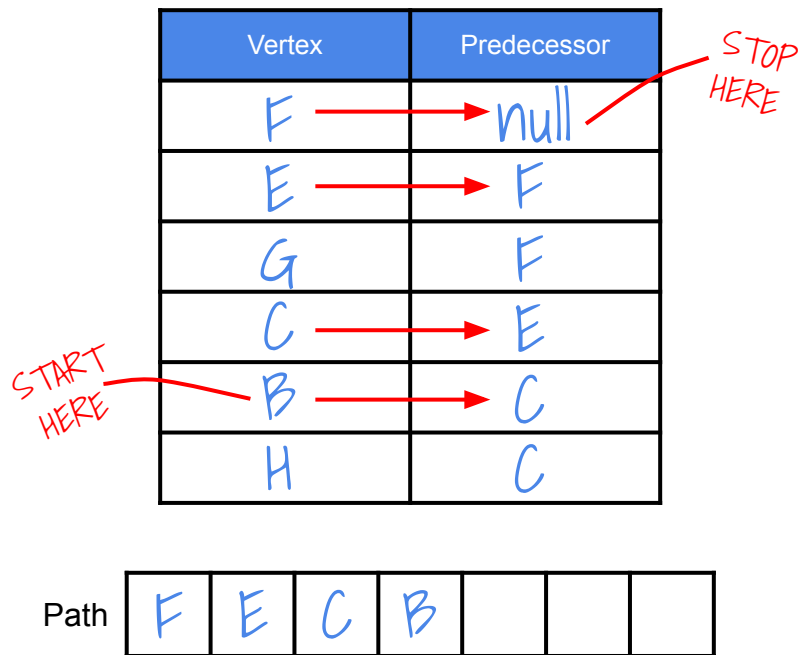 Vertex Predecessor
STOP HERE
F null
E F
G F
C E
START HERE
B C
H C
Path F E C B